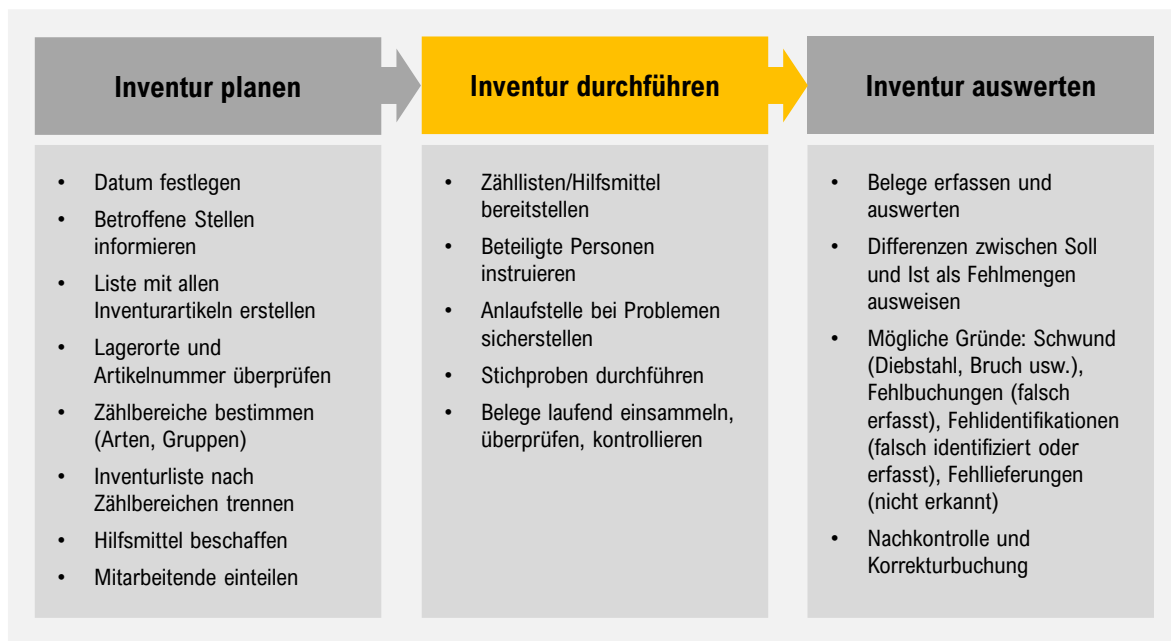 Inventur planen
• Datum festlegen
• Betroffene Stellen
informieren
• Liste mit allen
Inventurartikeln erstellen
• Lagerorte und
Artikelnummer überprüfen
• Zählbereiche bestimmen
(Arten, Gruppen)
• Inventurliste nach
Zählbereichen trennen
• Hilfsmittel beschaffen
• Mitarbeitende einteilen
Inventur durchführen
• Zähllisten/Hilfsmittel
bereitstellen
• Beteiligte Personen
instruieren
• Anlaufstelle bei Problemen
sicherstellen
• Stichproben durchführen
• Belege laufend einsammeln,
überprüfen, kontrollieren
Inventur auswerten
• Belege erfassen und
auswerten
• Differenzen zwischen Soll
und Ist als Fehlmengen
ausweisen
• Mögliche Gründe: Schwund
(Diebstahl, Bruch usw.),
Fehlbuchungen (falsch
erfasst), Fehlidentifikationen
(falsch identifiziert oder
erfasst), Fehllieferungen
(nicht erkannt)
• Nachkontrolle und
Korrekturbuchung